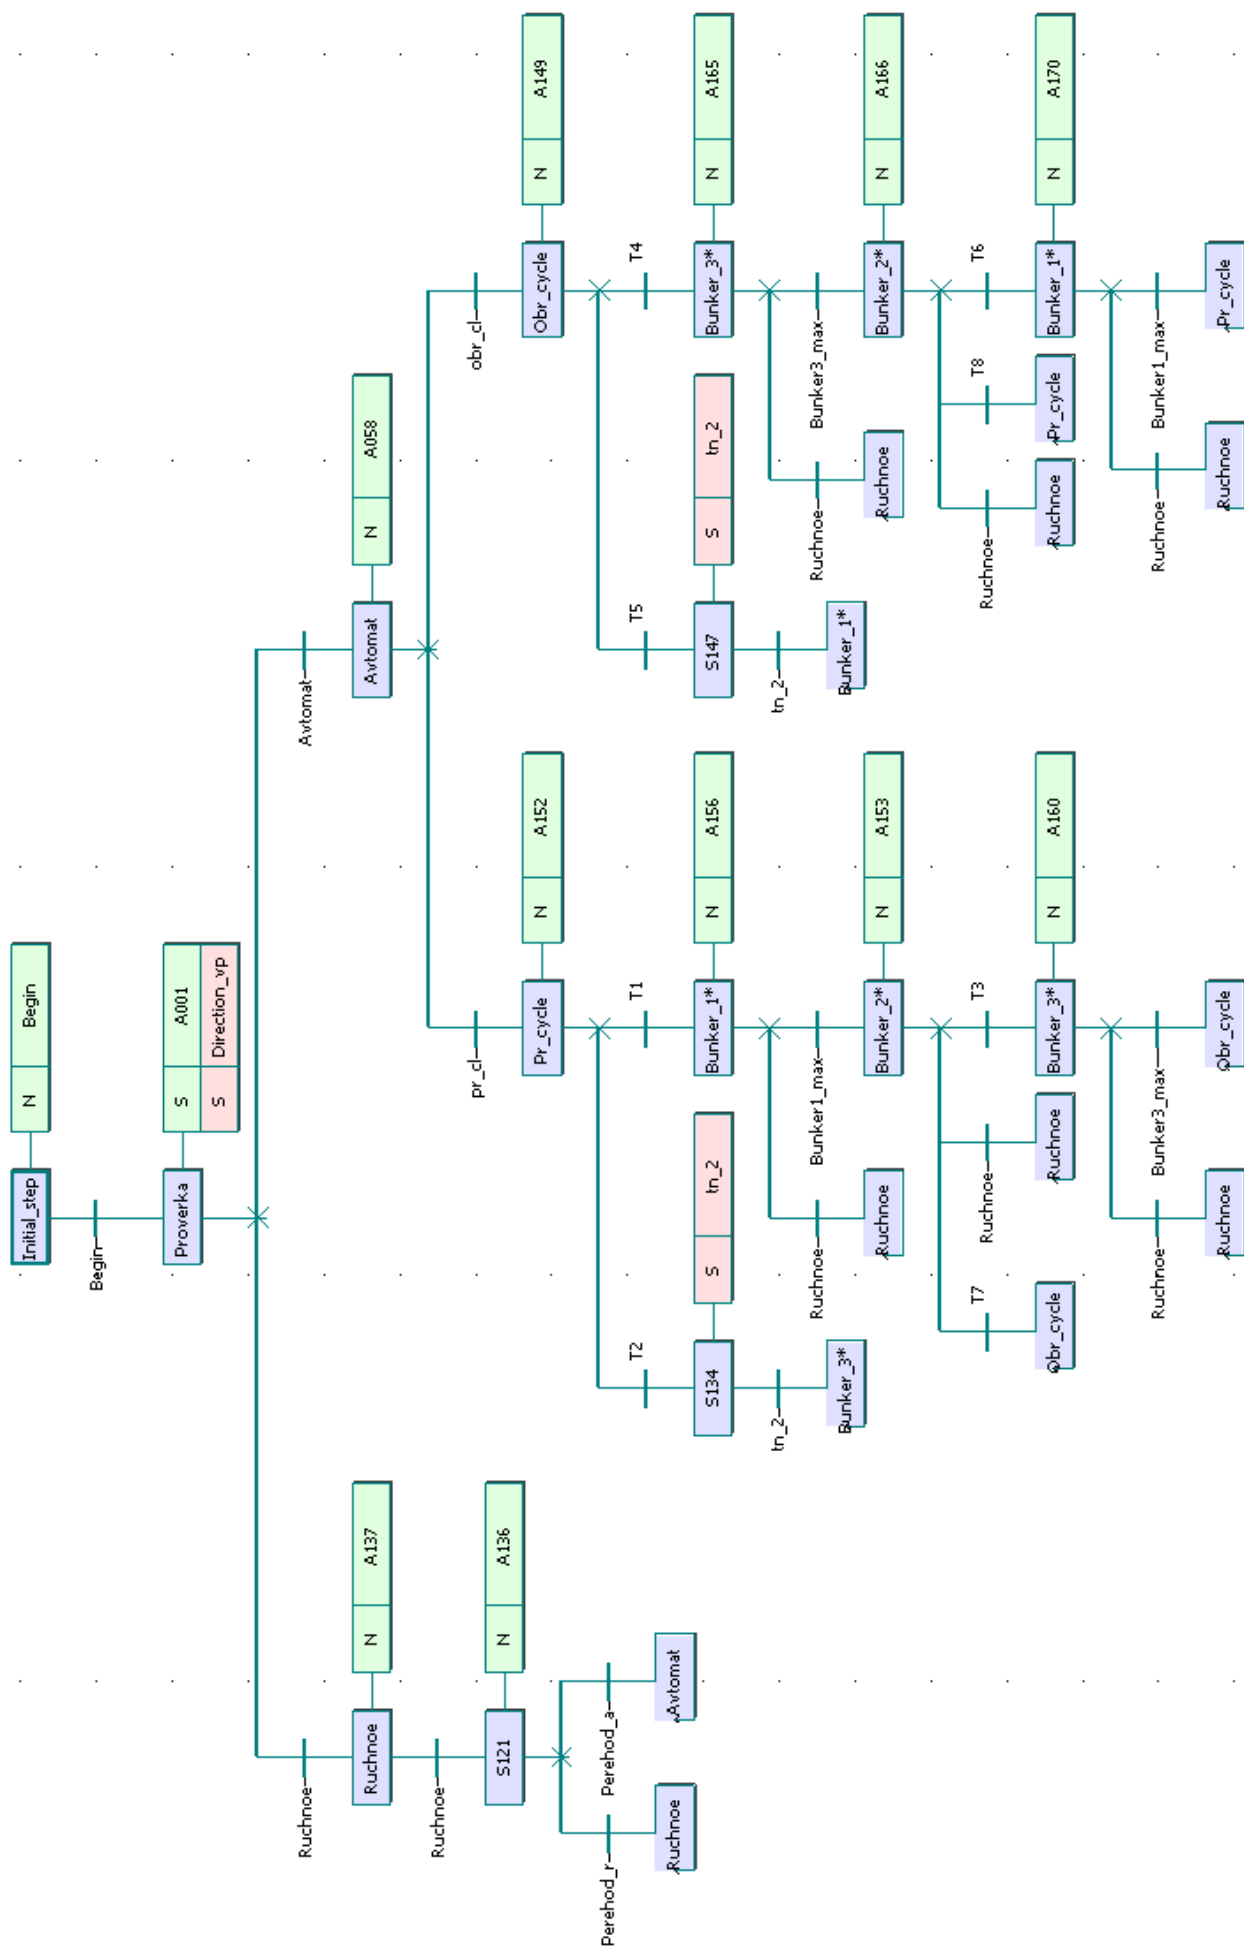 Initial_step N Begin
Begin
Proverka S A001
S Direction_vp
Ruchnoe Avtomat
Ruchnoe N A137 Avtomat N A058
Ruchnoe pr_cl obr_cl
S121 N A136 Pr_cycle N A152 Obr_cycle N A149
Perehod_r Perehod_a T2 T1 T5 T4
Ruchnoe Avtomat S134 S tn_2 Bunker_1* N A156 S147 S tn_2 Bunker_3* N A165
tn_2 Ruchnoe Bunker1_max tn_2 Ruchnoe Bunker3_max
Bunker_3* Ruchnoe Bunker_2* N A153 Bunker_1* Ruchnoe Bunker_2* N A166
T7 Ruchnoe T3 Ruchnoe T8 T6
Obr_cycle Ruchnoe Bunker_3* N A160 Ruchnoe Pr_cycle Bunker_1* N A170
Ruchnoe Bunker3_max Ruchnoe Bunker1_max
Ruchnoe Obr_cycle Ruchnoe Pr_cycle